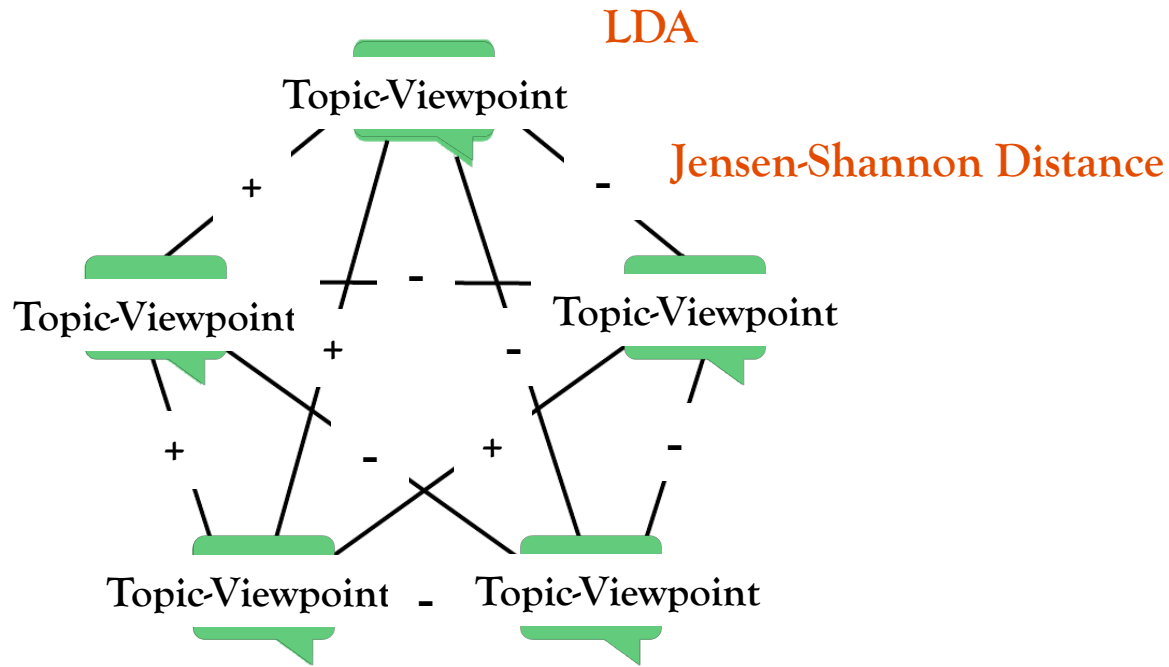 LDA
Topic-Viewpoint
Jensen-Shannon Distance
+ -
-
Topic-Viewpoint Topic-Viewpoint
+ -
+ - + -
Topic-Viewpoint - Topic-Viewpoint